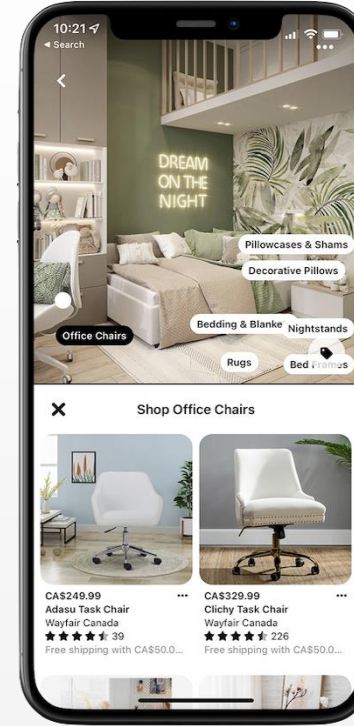 10:21
Search
DREAM
ON THE
NIGHT
Pillowcases & Shams
Decorative Pillows
Bedding & Blanke
Nightstands
Office Chairs
Rugs
Bed Frames
Shop Office Chairs
CA$249.99
Adasu Task Chair
Wayfair Canada
39
Free shipping with CA$50.0...
CA$329.99
Clichy Task Chair
Wayfair Canada
226
Free shipping with CA$50.0...